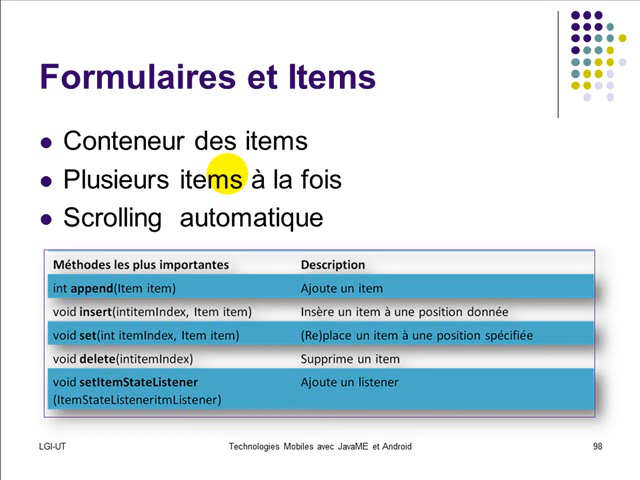 Formulaires et Items
Conteneur des items
Plusieurs items à la fois
Scrolling automatique
Méthodes les plus importantes Description
int append(Item item) Ajoute un item
void insert(intitemIndex, Item item) Insère un item à une position donnée
void set(int itemIndex, Item item) (Re)place un item à une position spécifiée
void delete(intitemIndex) Supprime un item
void setItemStateListener Ajoute un listener
(ItemStateListeneritmListener)
LGI-UT Technologies Mobiles avec JavaME et Android 98